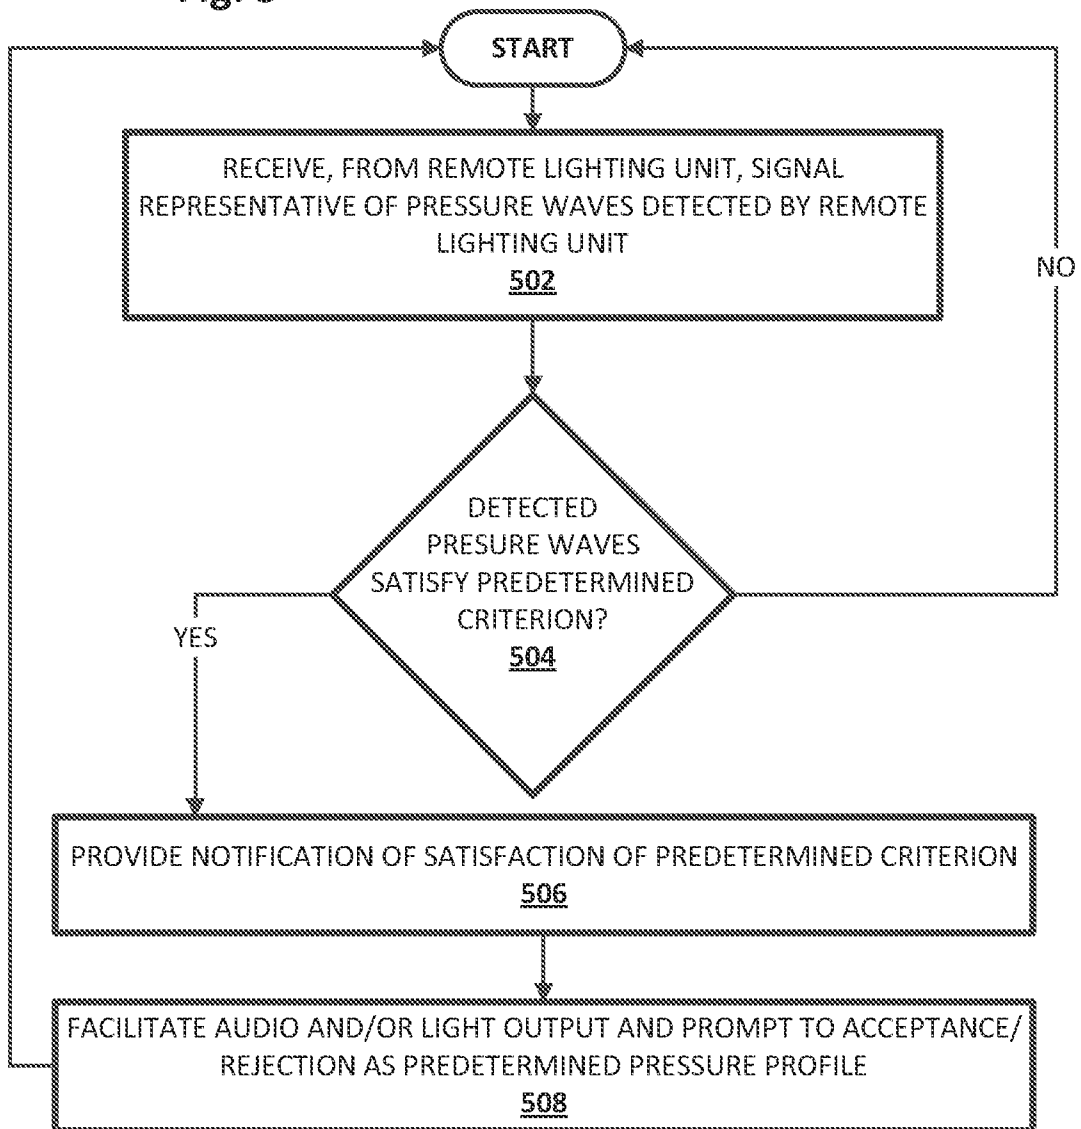 START
RECEIVE, FROM REMOTE LIGHTING UNIT, SIGNAL
REPRESENTATIVE OF PRESSURE WAVES DETECTED BY REMOTE
LIGHTING UNIT
502
NO
DETECTED
PRESURE WAVES
SATISFY PREDETERMINED
CRITERION?
504
YES
PROVIDE NOTIFICATION OF SATISFACTION OF PREDETERMINED CRITERION
506
FACILITATE AUDIO AND/OR LIGHT OUTPUT AND PROMPT TO ACCEPTANCE/
REJECTION AS PREDETERMINED PRESSURE PROFILE
508